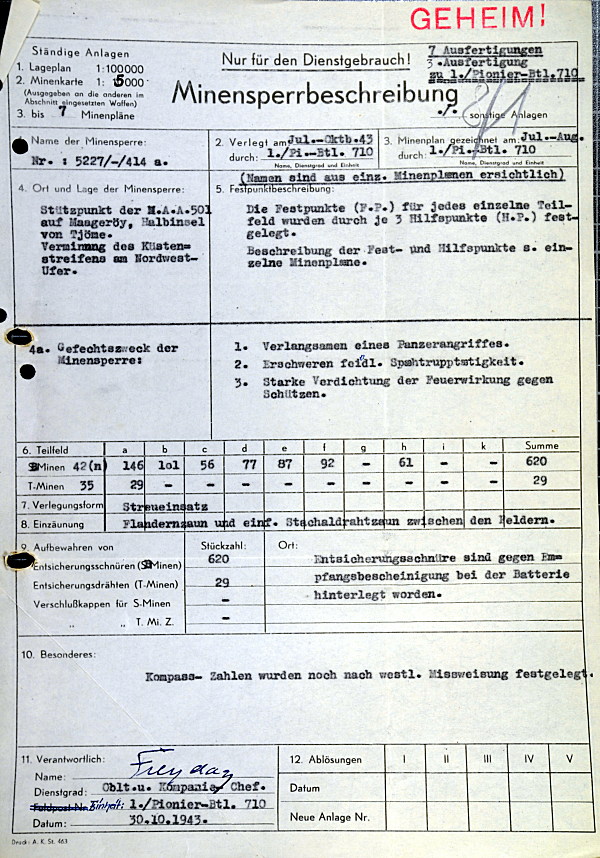 GEHEIM!
Ständige Anlagen
1. Lageplan 1:100000
2. Minenkarte 1: 5000
(Ausgegeben an die anderen im
Abschnitt eingesetzten Waffen)
3. bis 7 Minenpläne
Nur für den Dienstgebrauch!
Minensperrbeschreibung
7 Ausfertigungen
3. Ausfertigung
zu 1./Pionier-Btl.710
./. sonstige Anlagen
Name der Minensperre:
Nr. : 5227/-/414 a.
2. Verlegt am Jul.-Oktb.43
durch: 1./Pi.-Btl. 710
Name, Dienstgrad und Einheit
3. Minenplan gezeichnet am Jul.-Aug.
durch: 1./Pi.-Btl. 710
Name, Dienstgrad und Einheit
(Namen sind aus einz. Minenplänen ersichtlich)
4. Ort und Lage der Minensperre:
Stützpunkt der M.A.A.501
auf Maageröy, Halbinsel
von Tjöme.
Verminung des Küsten-
streifens am Nordwest-
Ufer.
5. Festpunktbeschreibung:
Die Festpunkte (F.P.) für jedes einzelne Teil-
feld wurden durch je 3 Hilfspunkte (H.P.) fest-
gelegt.
Beschreibung der Fest- und Hilfspunkte s. ein-
zelne Minenpläne.
4a. Gefechtszweck der
Minensperre:
1. Verlangsamen eines Panzerangriffes.
2. Erschweren feidl. Spähtrupptätigkeit.
3. Starke Verdichtung der Feuerwirkung gegen
Schützen.
6. Teilfeld a b c d e f g h i k Summe
S-Minen 42(n) 146 lol 56 77 87 92 - 61 - - 620
T-Minen 35 29 - - - - - - - - - 29
7. Verlegungsform Streueinsatz
8. Einzäunung Flandernzaun und einf. Stachaldrahtzaun zwischen den Feldern.
9. Aufbewahren von Stückzahl: Ort:
Entsicherungsschnüren (S-Minen) 620
Entsicherungsdrähten (T-Minen) 29
Verschlußkappen für S-Minen -
" " T. Mi. Z. -
Entsicherungsschnüre sind gegen Em=
pfangsbescheinigung bei der Batterie
hinterlegt worden.
10. Besonderes:
Kompass- Zahlen wurden noch nach westl. Missweisung festgelegt.
11. Verantwortlich:
Name: Freyday
Dienstgrad: Oblt.u. Kompanie Chef.
Feldpost-Nr. Einheit: 1./Pionier-Btl. 710
Datum: 30.10.1943.
12. Ablösungen I II III IV V
Datum
Neue Anlage Nr.
Druck: A. K. St. 463